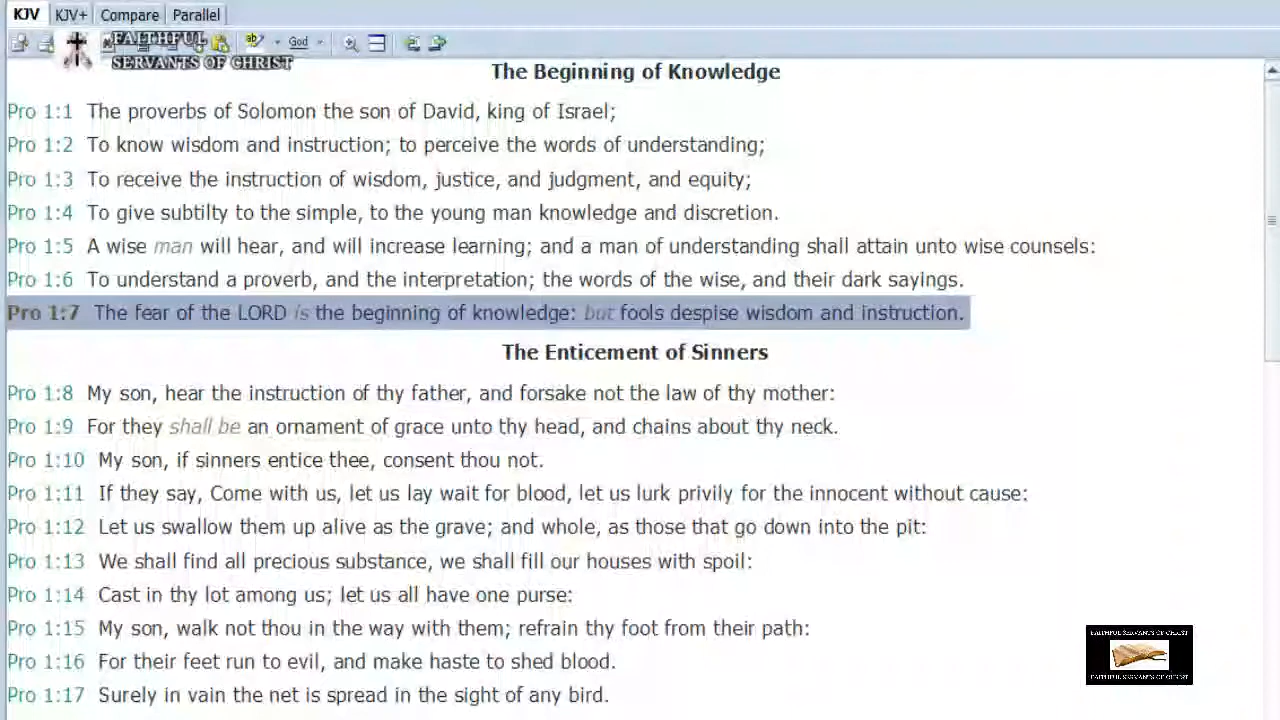 KJV KJV+ Compare Parallel
FAITHFUL God
SERVANTS OF CHRIST
The Beginning of Knowledge
Pro 1:1 The proverbs of Solomon the son of David, king of Israel;
Pro 1:2 To know wisdom and instruction; to perceive the words of understanding;
Pro 1:3 To receive the instruction of wisdom, justice, and judgment, and equity;
Pro 1:4 To give subtilty to the simple, to the young man knowledge and discretion.
Pro 1:5 A wise man will hear, and will increase learning; and a man of understanding shall attain unto wise counsels:
Pro 1:6 To understand a proverb, and the interpretation; the words of the wise, and their dark sayings.
Pro 1:7 The fear of the LORD is the beginning of knowledge: but fools despise wisdom and instruction.
The Enticement of Sinners
Pro 1:8 My son, hear the instruction of thy father, and forsake not the law of thy mother:
Pro 1:9 For they shall be an ornament of grace unto thy head, and chains about thy neck.
Pro 1:10 My son, if sinners entice thee, consent thou not.
Pro 1:11 If they say, Come with us, let us lay wait for blood, let us lurk privily for the innocent without cause:
Pro 1:12 Let us swallow them up alive as the grave; and whole, as those that go down into the pit:
Pro 1:13 We shall find all precious substance, we shall fill our houses with spoil:
Pro 1:14 Cast in thy lot among us; let us all have one purse:
Pro 1:15 My son, walk not thou in the way with them; refrain thy foot from their path:
Pro 1:16 For their feet run to evil, and make haste to shed blood.
Pro 1:17 Surely in vain the net is spread in the sight of any bird.
FAITHFUL SERVANTS OF CHRIST
FAITHFUL SERVANTS OF CHRIST